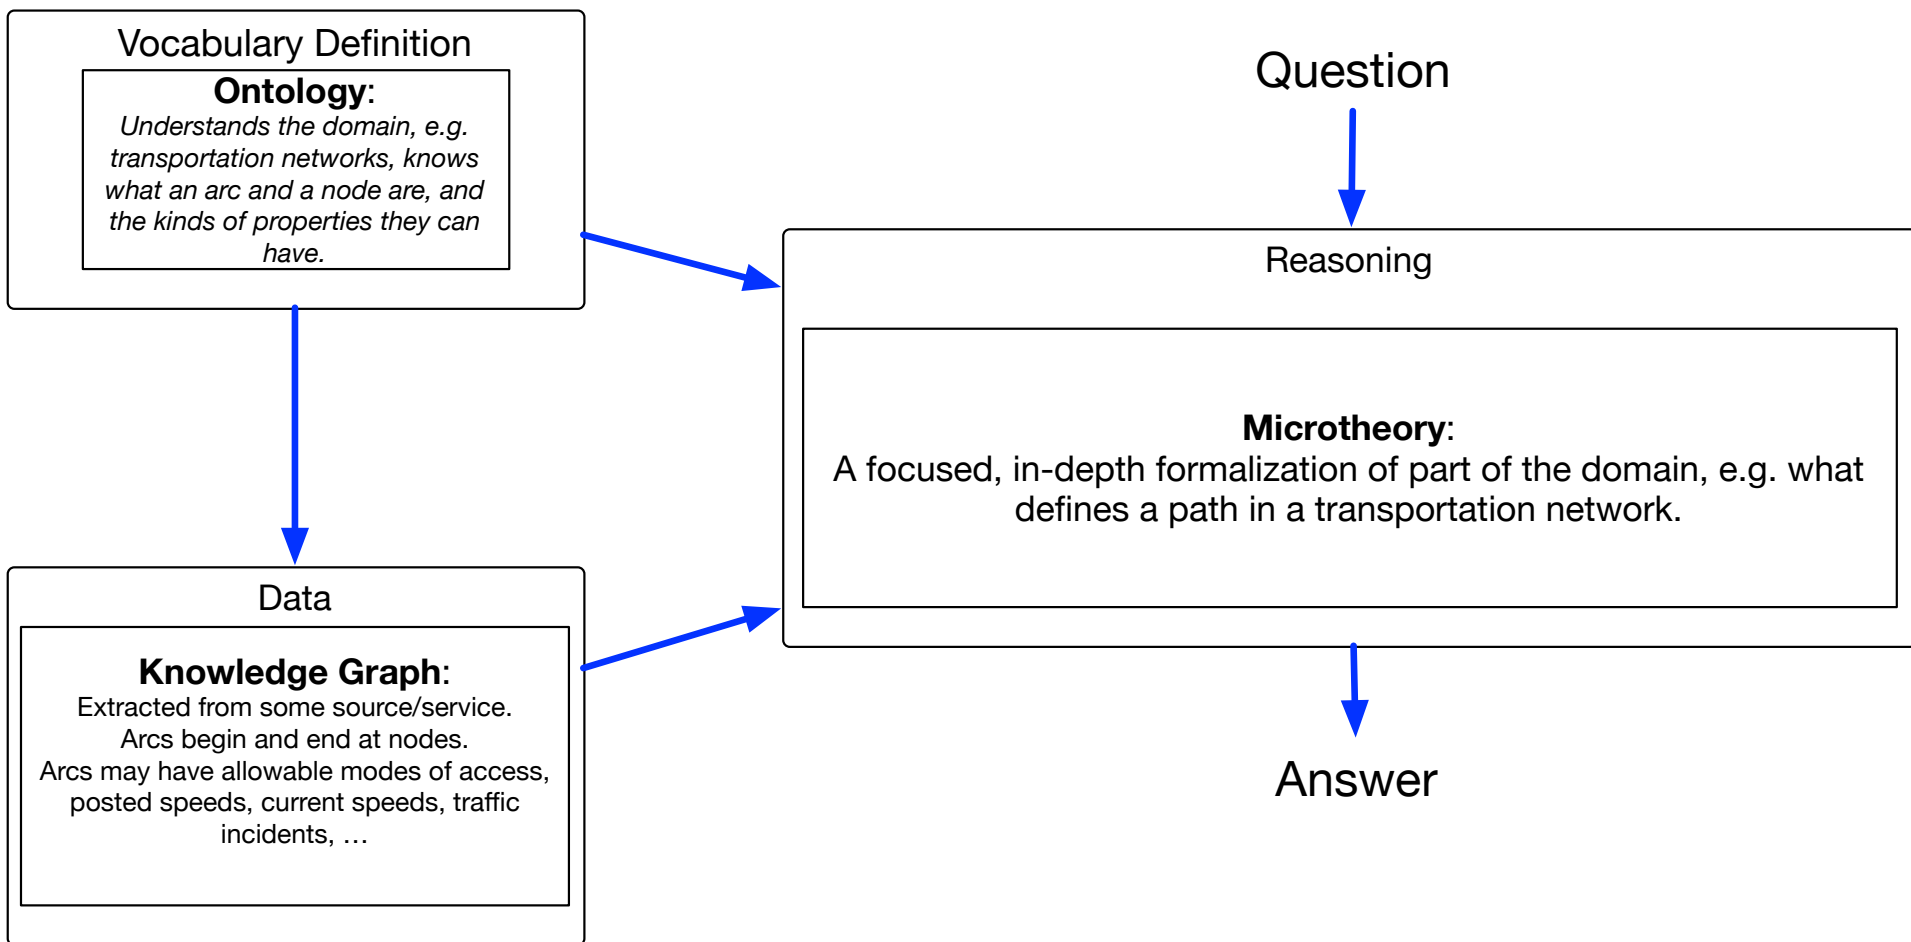 Vocabulary Definition
Ontology:
Understands the domain, e.g.
transportation networks, knows
what an arc and a node are, and
the kinds of properties they can
have.
Question
Reasoning
Microtheory:
A focused, in-depth formalization of part of the domain, e.g. what
defines a path in a transportation network.
Data
Knowledge Graph:
Extracted from some source/service.
Arcs begin and end at nodes.
Arcs may have allowable modes of access,
posted speeds, current speeds, traffic
incidents, …
Answer